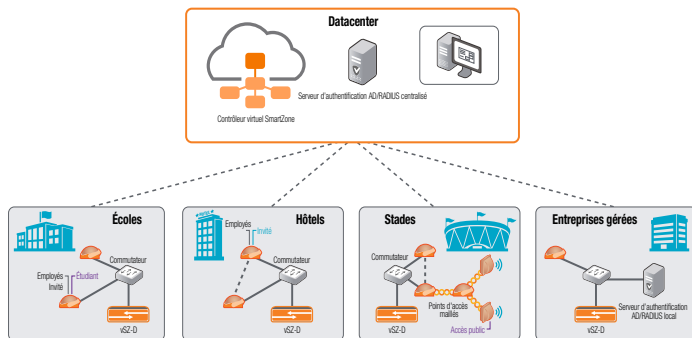 Datacenter
Serveur d'authentification AD/RADIUS centralisé
Contrôleur virtuel SmartZone
Écoles
Commutateur
Employés
Étudiant
Invité
vSZ-D
Hôtels
Employés
Invité
Commutateur
vSZ-D
Stades
Commutateur
Points d'accès
maillés
vSZ-D
Accès public
Entreprises gérées
Commutateur
Serveur d'authentification
AD/RADIUS local
vSZ-D